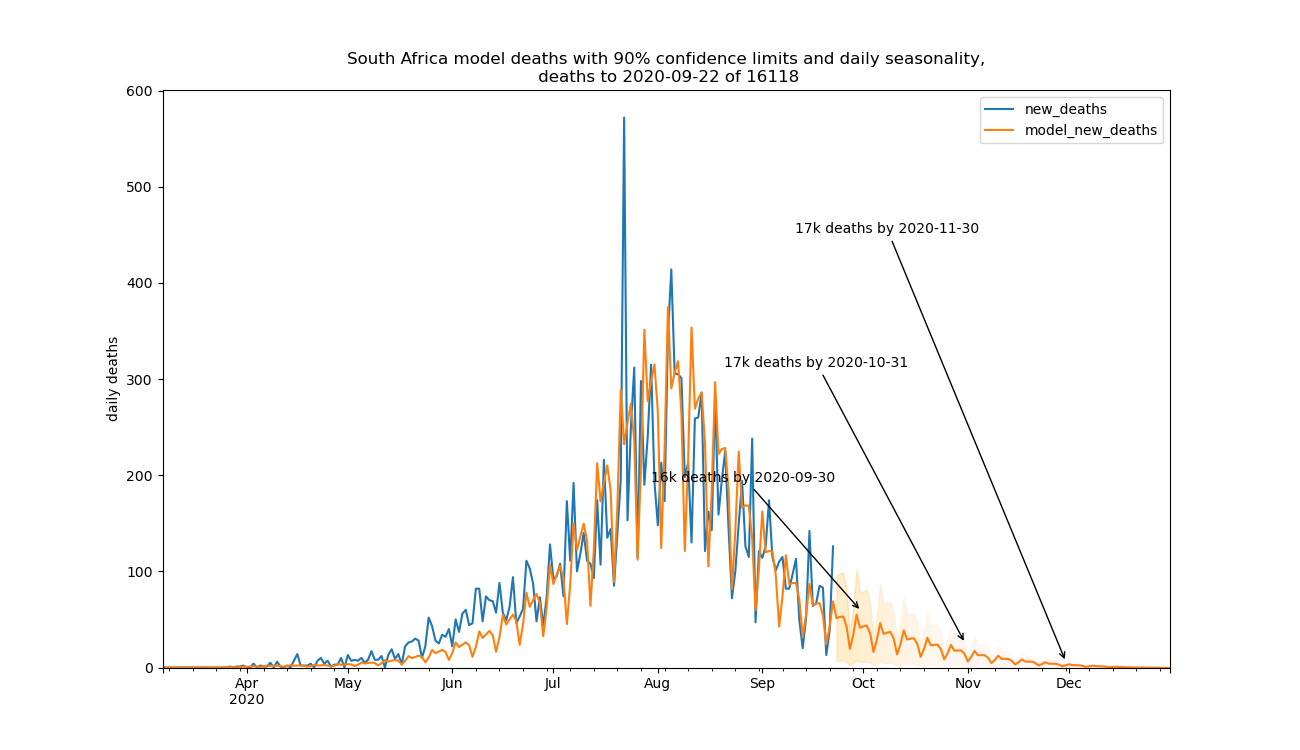 South Africa model deaths with 90% confidence limits and daily seasonality,
deaths to 2020-09-22 of 16118
new_deaths
model_new_deaths
17k deaths by 2020-11-30
17k deaths by 2020-10-31
16k deaths by 2020-09-30
daily deaths
600
500
400
300
200
100
0
Apr
2020
May
Jun
Jul
Aug
Sep
Oct
Nov
Dec